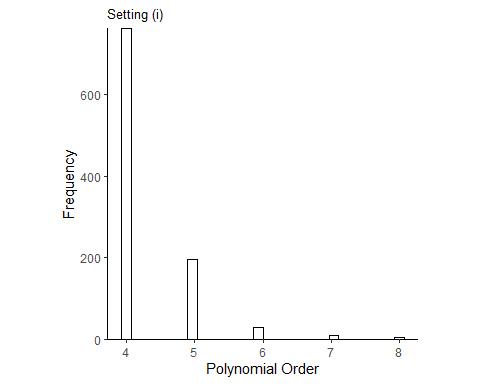 Setting (i)
Frequency
600
400
200
0
4 5 6 7 8
Polynomial Order